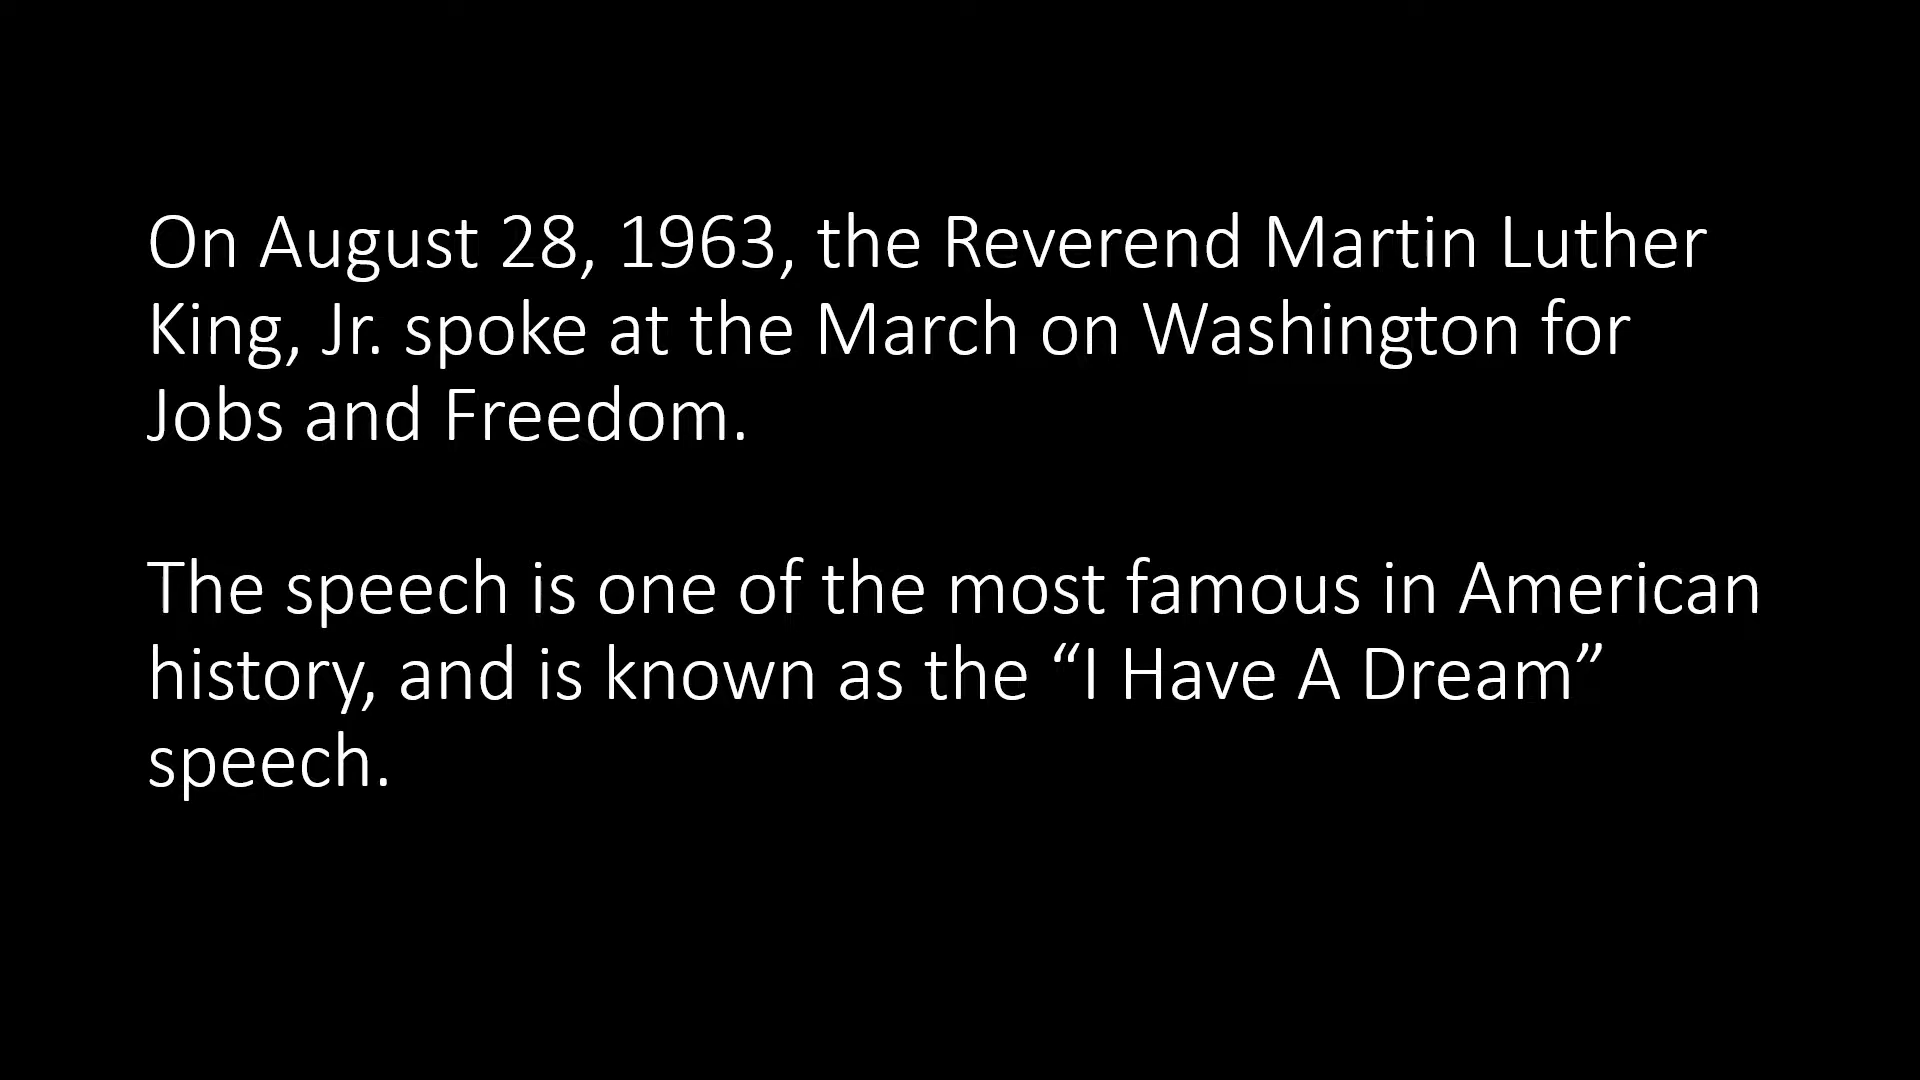 On August 28, 1963, the Reverend Martin Luther
King, Jr. spoke at the March on Washington for
Jobs and Freedom.
The speech is one of the most famous in American
history, and is known as the “I Have A Dream”
speech.